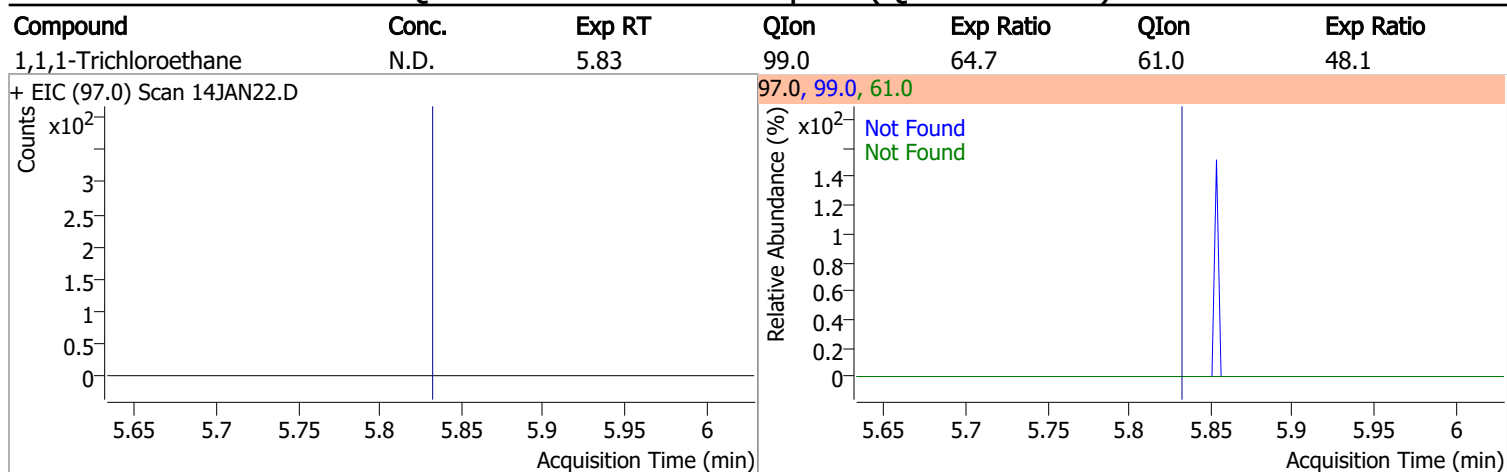 Compound Conc. Exp RT QIon Exp Ratio QIon Exp Ratio
1,1,1-Trichloroethane N.D. 5.83 99.0 64.7 61.0 48.1
+ EIC (97.0) Scan 14JAN22.D
Counts
x10²
3
2.5
2
1.5
1
0.5
0
5.65 5.7 5.75 5.8 5.85 5.9 5.95 6
Acquisition Time (min)
97.0, 99.0, 61.0
Relative Abundance (%)
x10²
Not Found
Not Found
1.4
1.2
1
0.8
0.6
0.4
0.2
0
5.65 5.7 5.75 5.8 5.85 5.9 5.95 6
Acquisition Time (min)